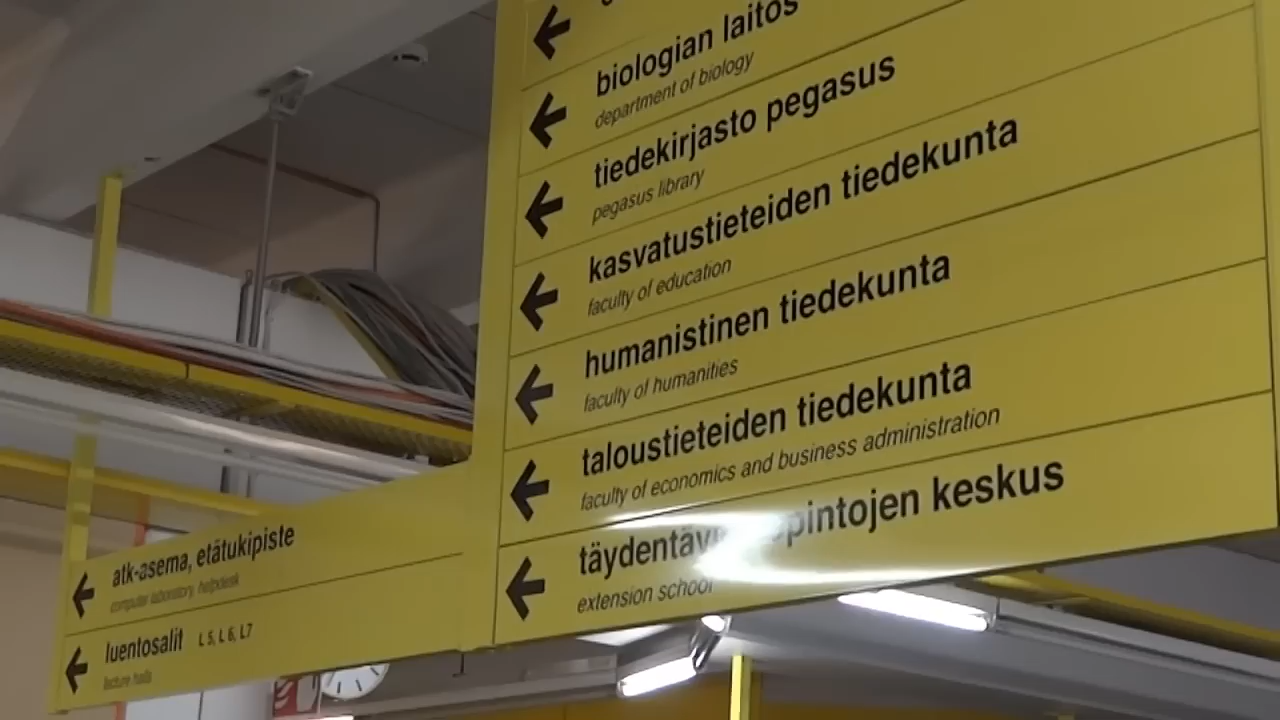 biologian laitos
department of biology
tiedekirjasto pegasus
pegasus library
kasvatustieteiden tiedekunta
faculty of education
humanistinen tiedekunta
faculty of humanities
taloustieteiden tiedekunta
faculty of economics and business administration
opintojen keskus
extension school
atk-asema, etätukipiste
computer laboratory, helpdesk
luentosalit L 5, L 6, L7
lecture halls